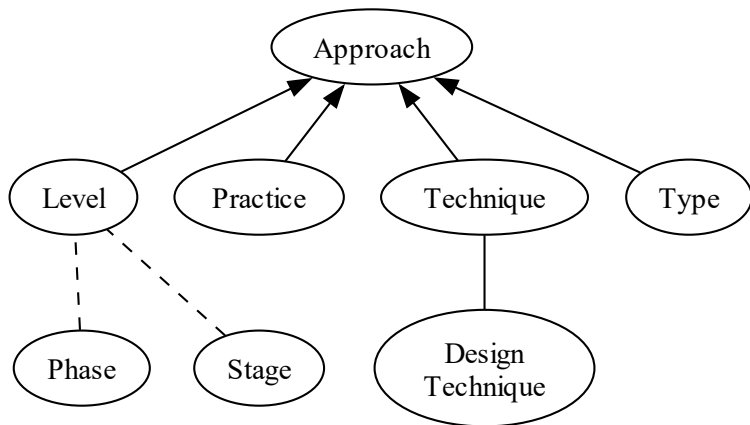 Approach
Level
Practice
Technique
Type
Phase
Stage
Design
Technique